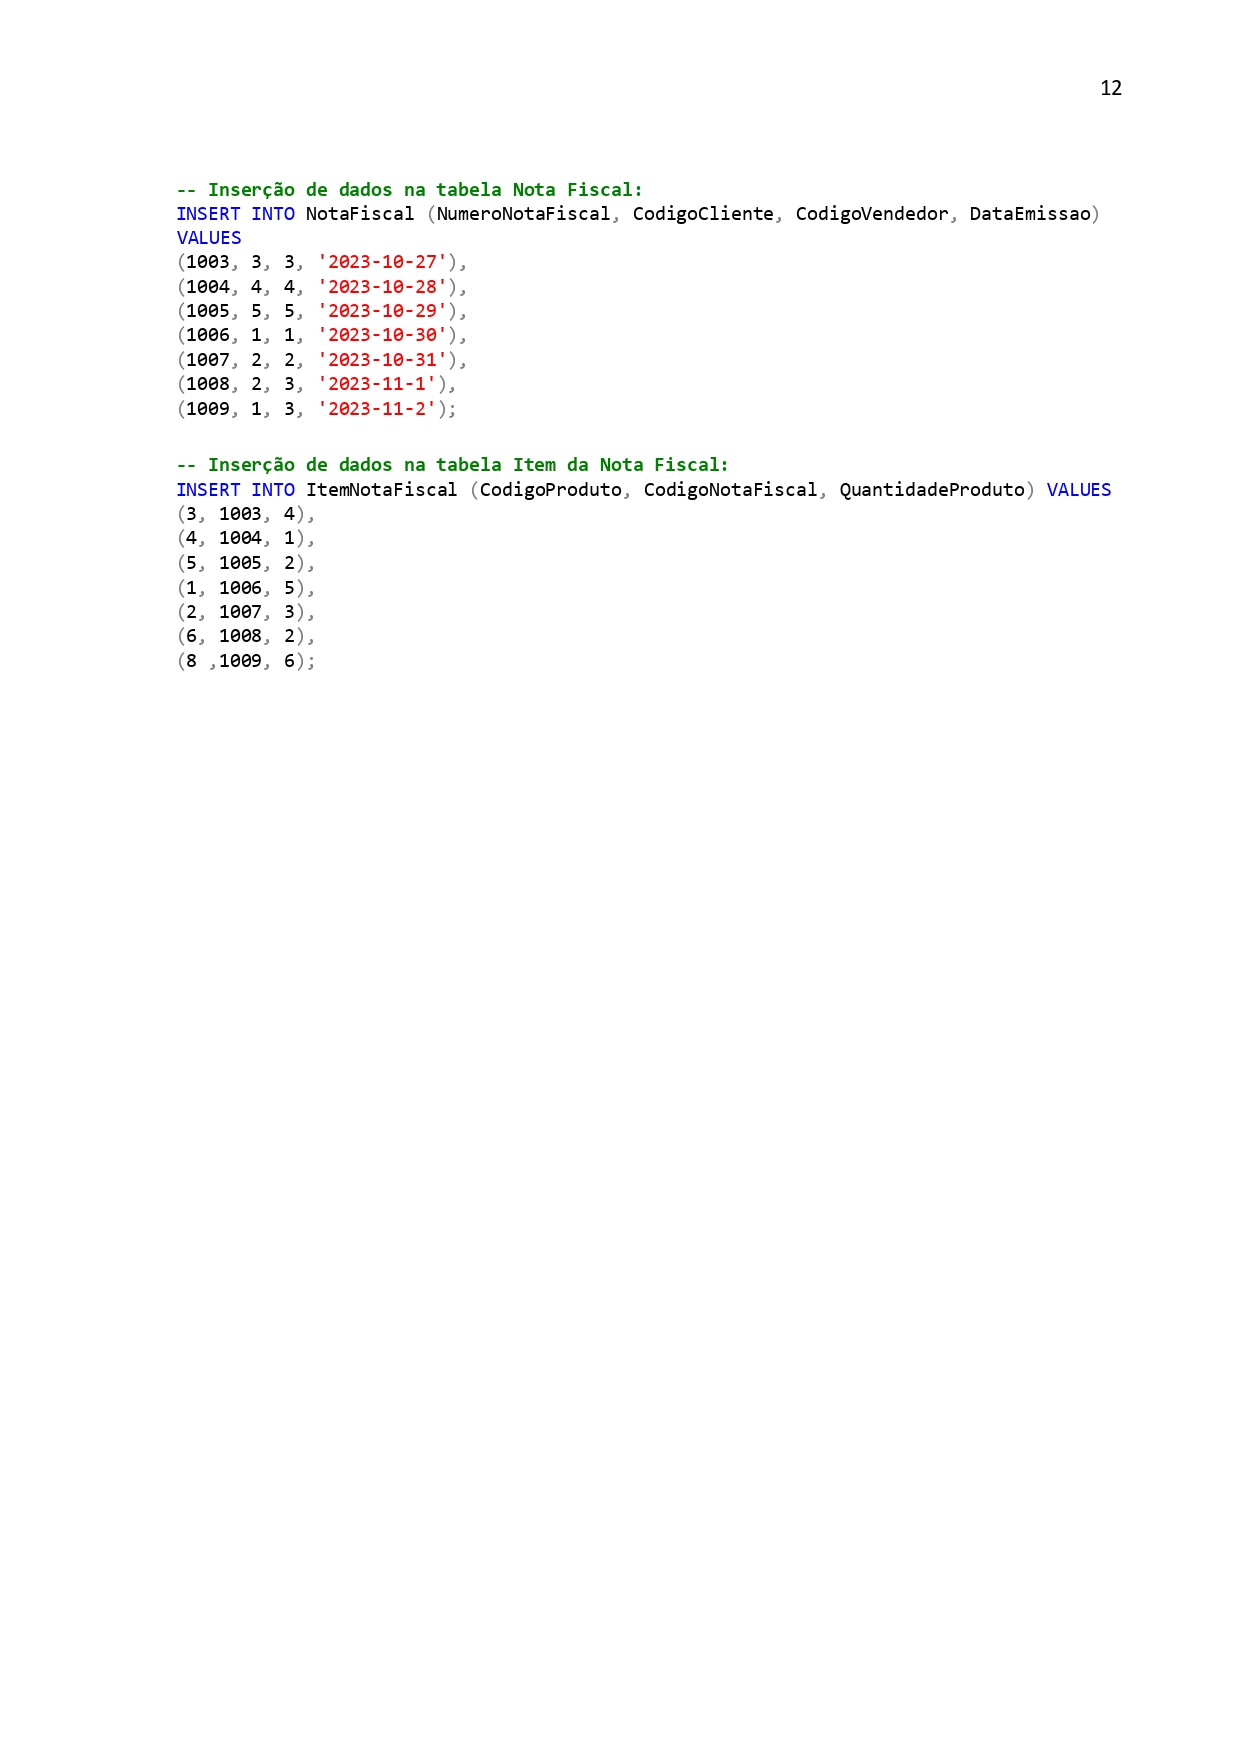 12
-- Inserção de dados na tabela Nota Fiscal:
INSERT INTO NotaFiscal (NumeroNotaFiscal, CodigoCliente, CodigoVendedor, DataEmissao)
VALUES
(1003, 3, 3, '2023-10-27'),
(1004, 4, 4, '2023-10-28'),
(1005, 5, 5, '2023-10-29'),
(1006, 1, 1, '2023-10-30'),
(1007, 2, 2, '2023-10-31'),
(1008, 2, 3, '2023-11-1'),
(1009, 1, 3, '2023-11-2');
-- Inserção de dados na tabela Item da Nota Fiscal:
INSERT INTO ItemNotaFiscal (CodigoProduto, CodigoNotaFiscal, QuantidadeProduto) VALUES
(3, 1003, 4),
(4, 1004, 1),
(5, 1005, 2),
(1, 1006, 5),
(2, 1007, 3),
(6, 1008, 2),
(8 ,1009, 6);